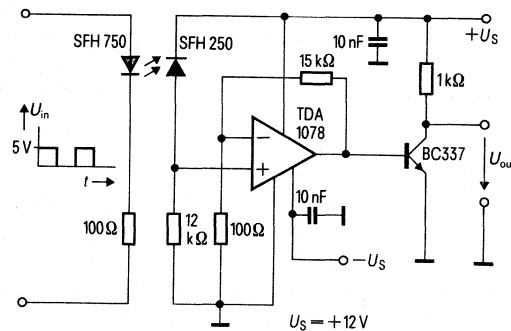 SFH 750
SFH 250
10 nF
+U_S
15 kΩ
1 kΩ
U_in
5 V
t
TDA
1078
−
+
BC337
U_ou
10 nF
100 Ω
12
kΩ
100 Ω
−U_S
U_S = +12 V